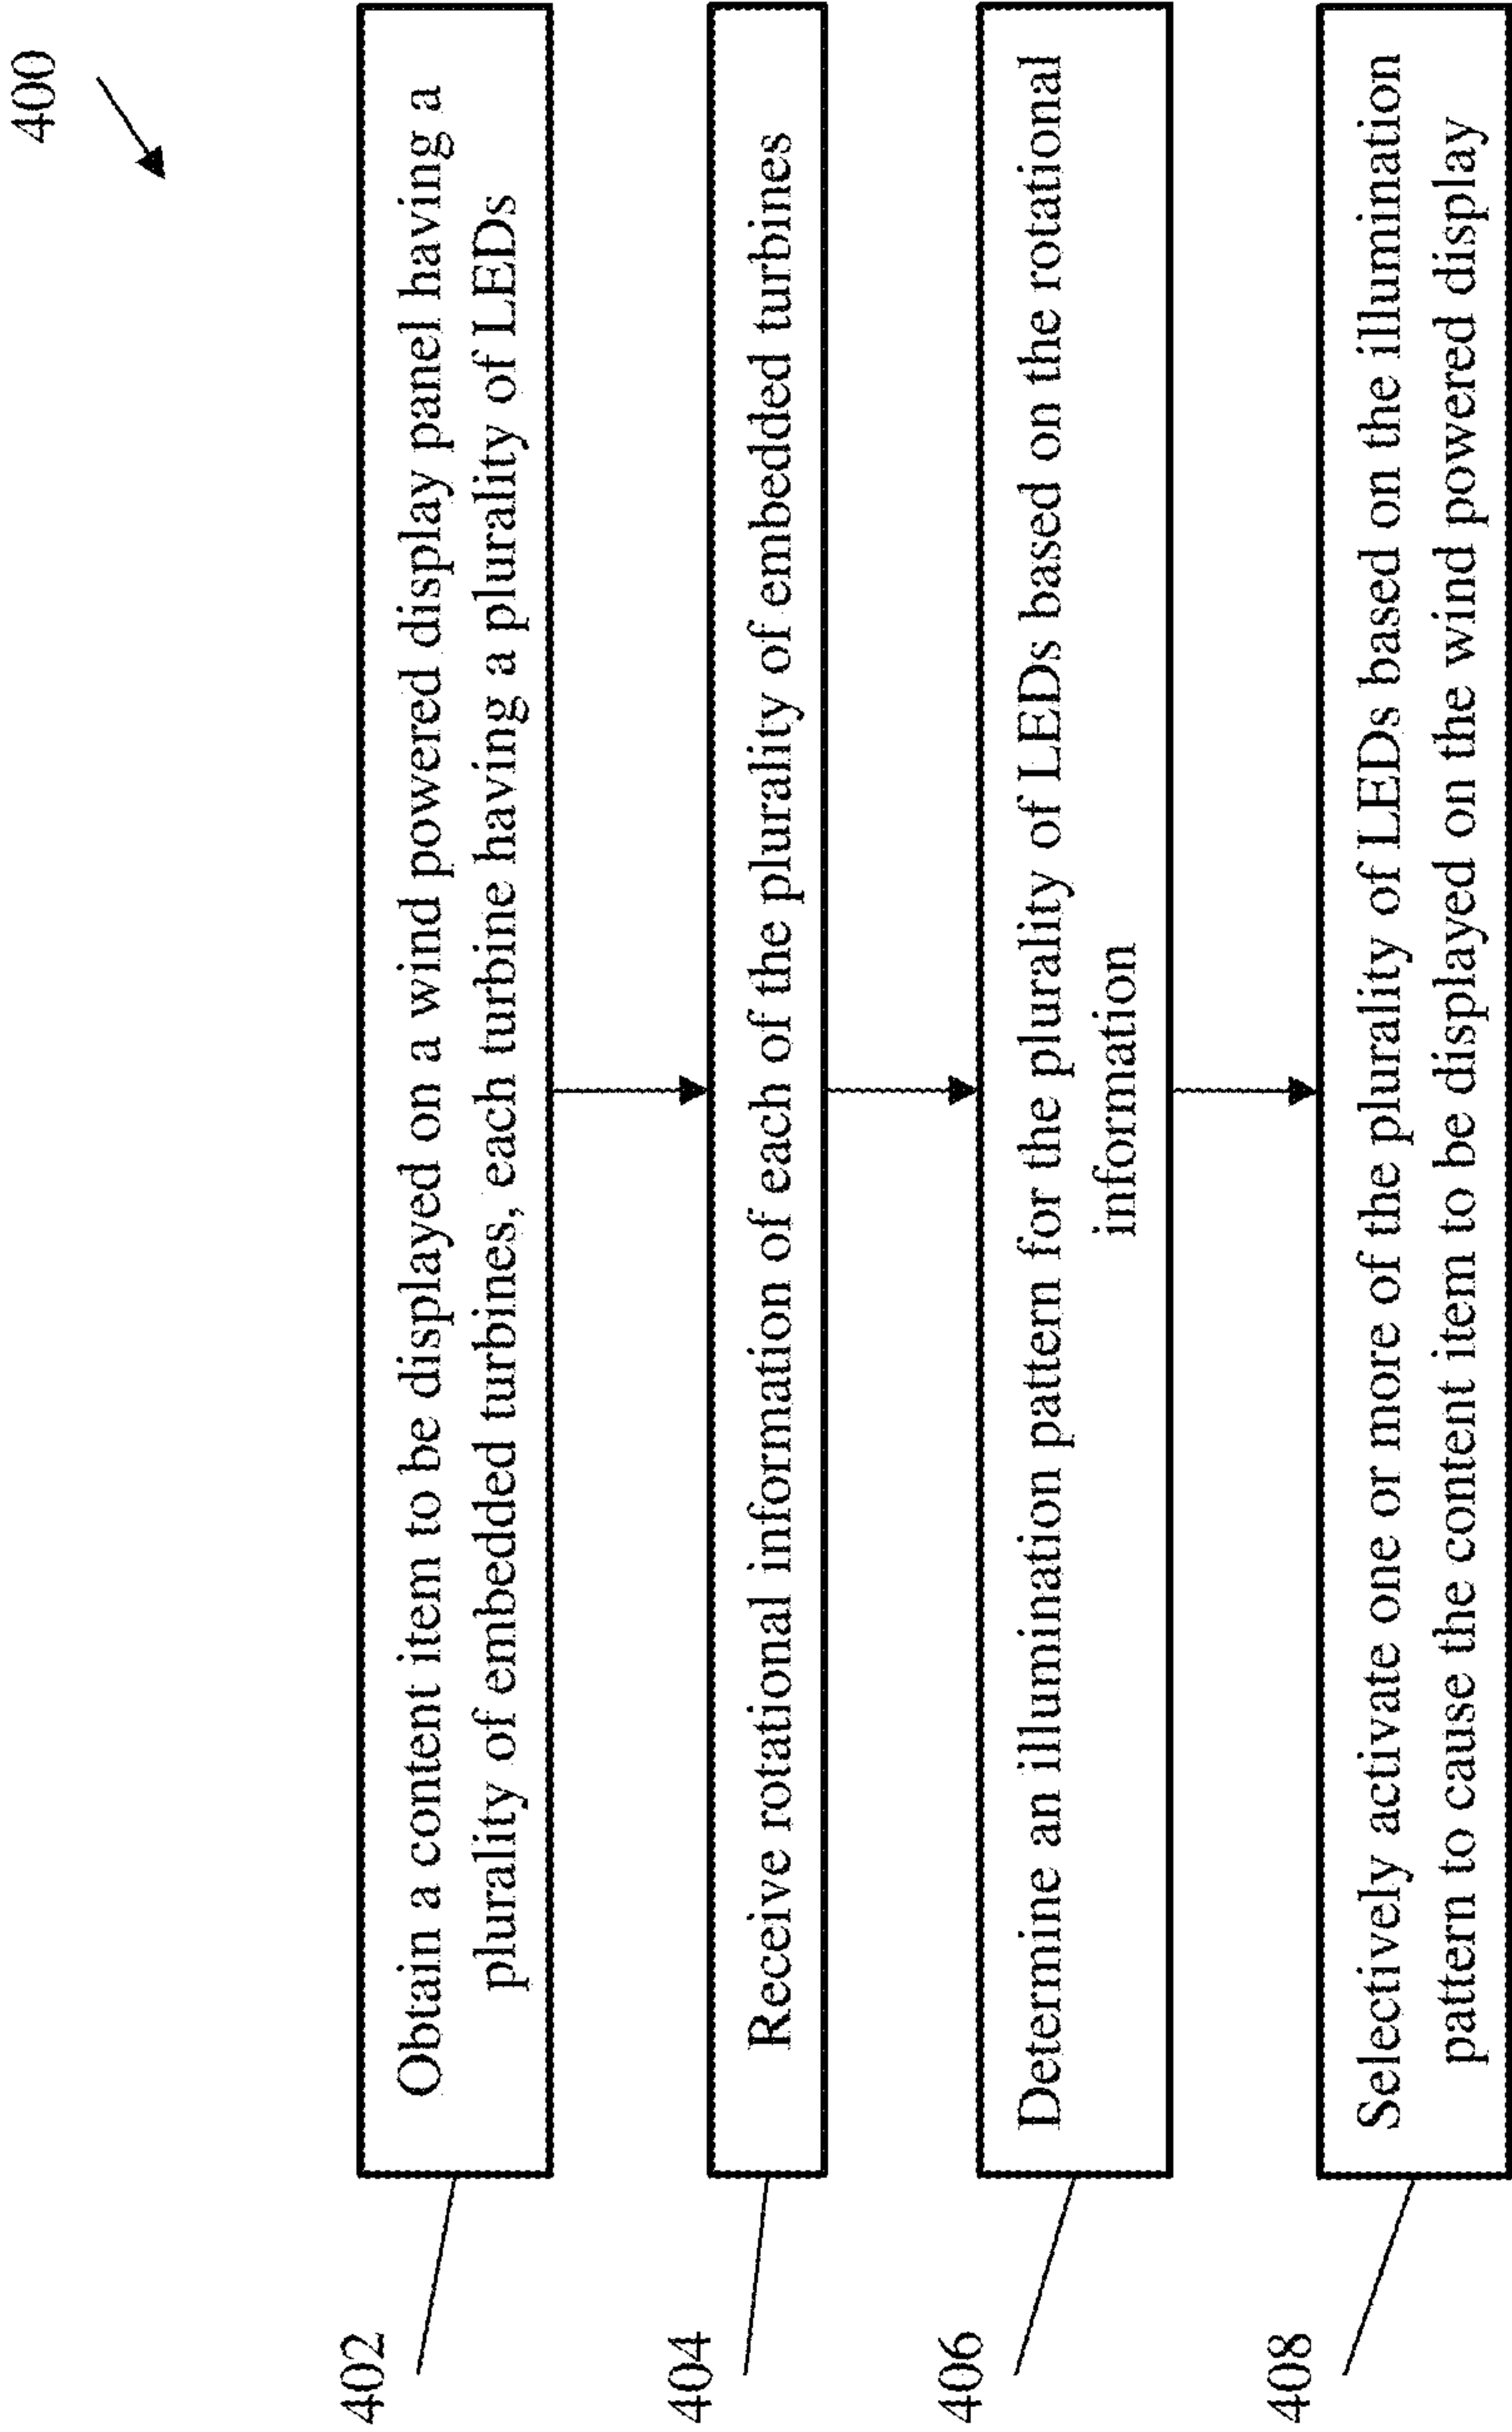 400
402
Obtain a content item to be displayed on a wind powered display panel having a
plurality of embedded turbines, each turbine having a plurality of LEDs
404
Receive rotational information of each of the plurality of embedded turbines
406
Determine an illumination pattern for the plurality of LEDs based on the rotational
information
408
Selectively activate one or more of the plurality of LEDs based on the illumination
pattern to cause the content item to be displayed on the wind powered display